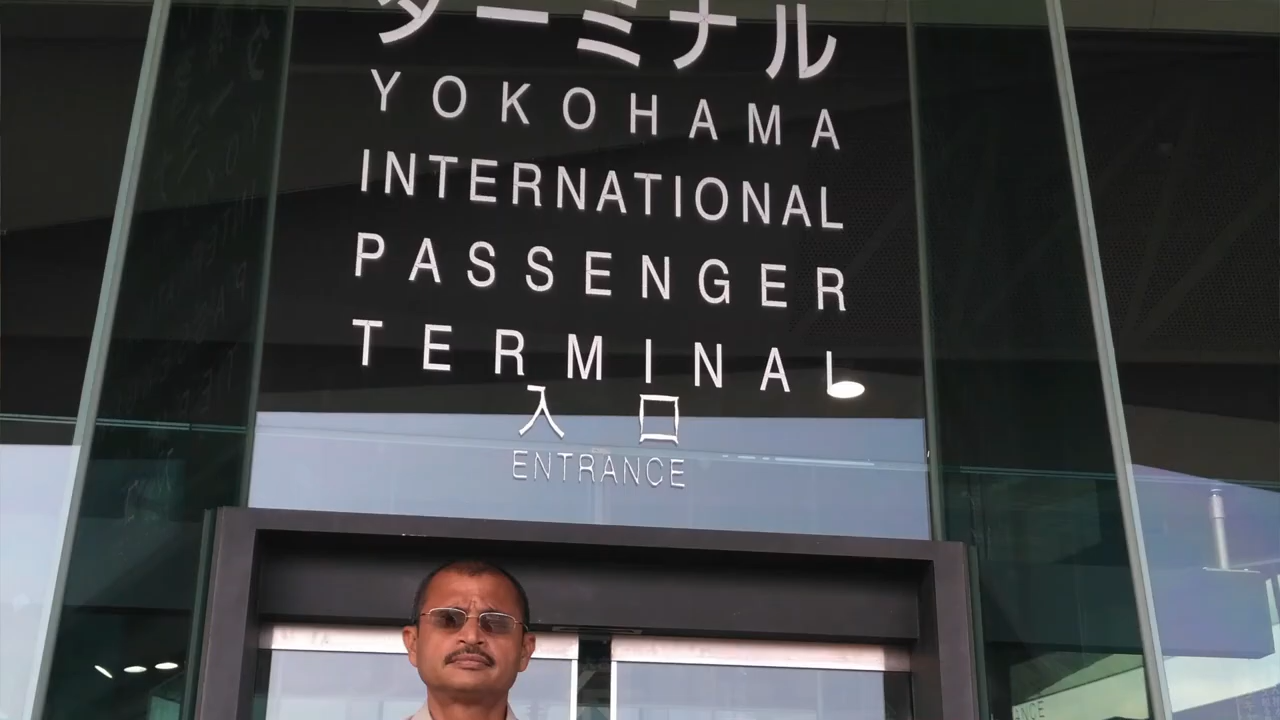 ターミナル
YOKOHAMA
INTERNATIONAL
PASSENGER
TERMINAL
入口
ENTRANCE